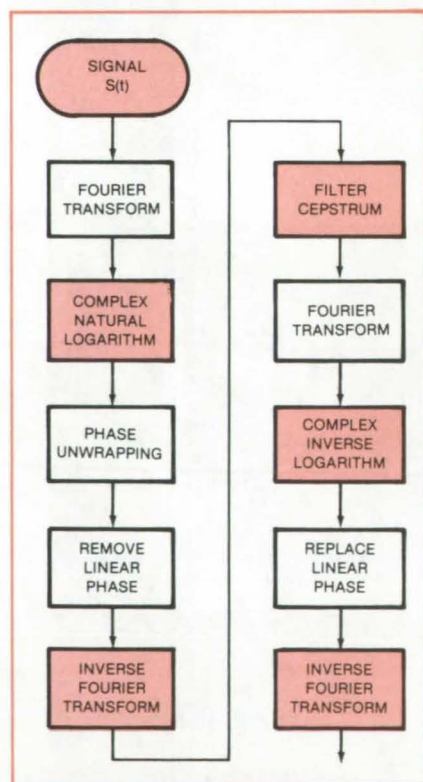 SIGNAL
S(t)
FOURIER
TRANSFORM
COMPLEX
NATURAL
LOGARITHM
PHASE
UNWRAPPING
REMOVE
LINEAR
PHASE
INVERSE
FOURIER
TRANSFORM
FILTER
CEPSTRUM
FOURIER
TRANSFORM
COMPLEX
INVERSE
LOGARITHM
REPLACE
LINEAR
PHASE
INVERSE
FOURIER
TRANSFORM